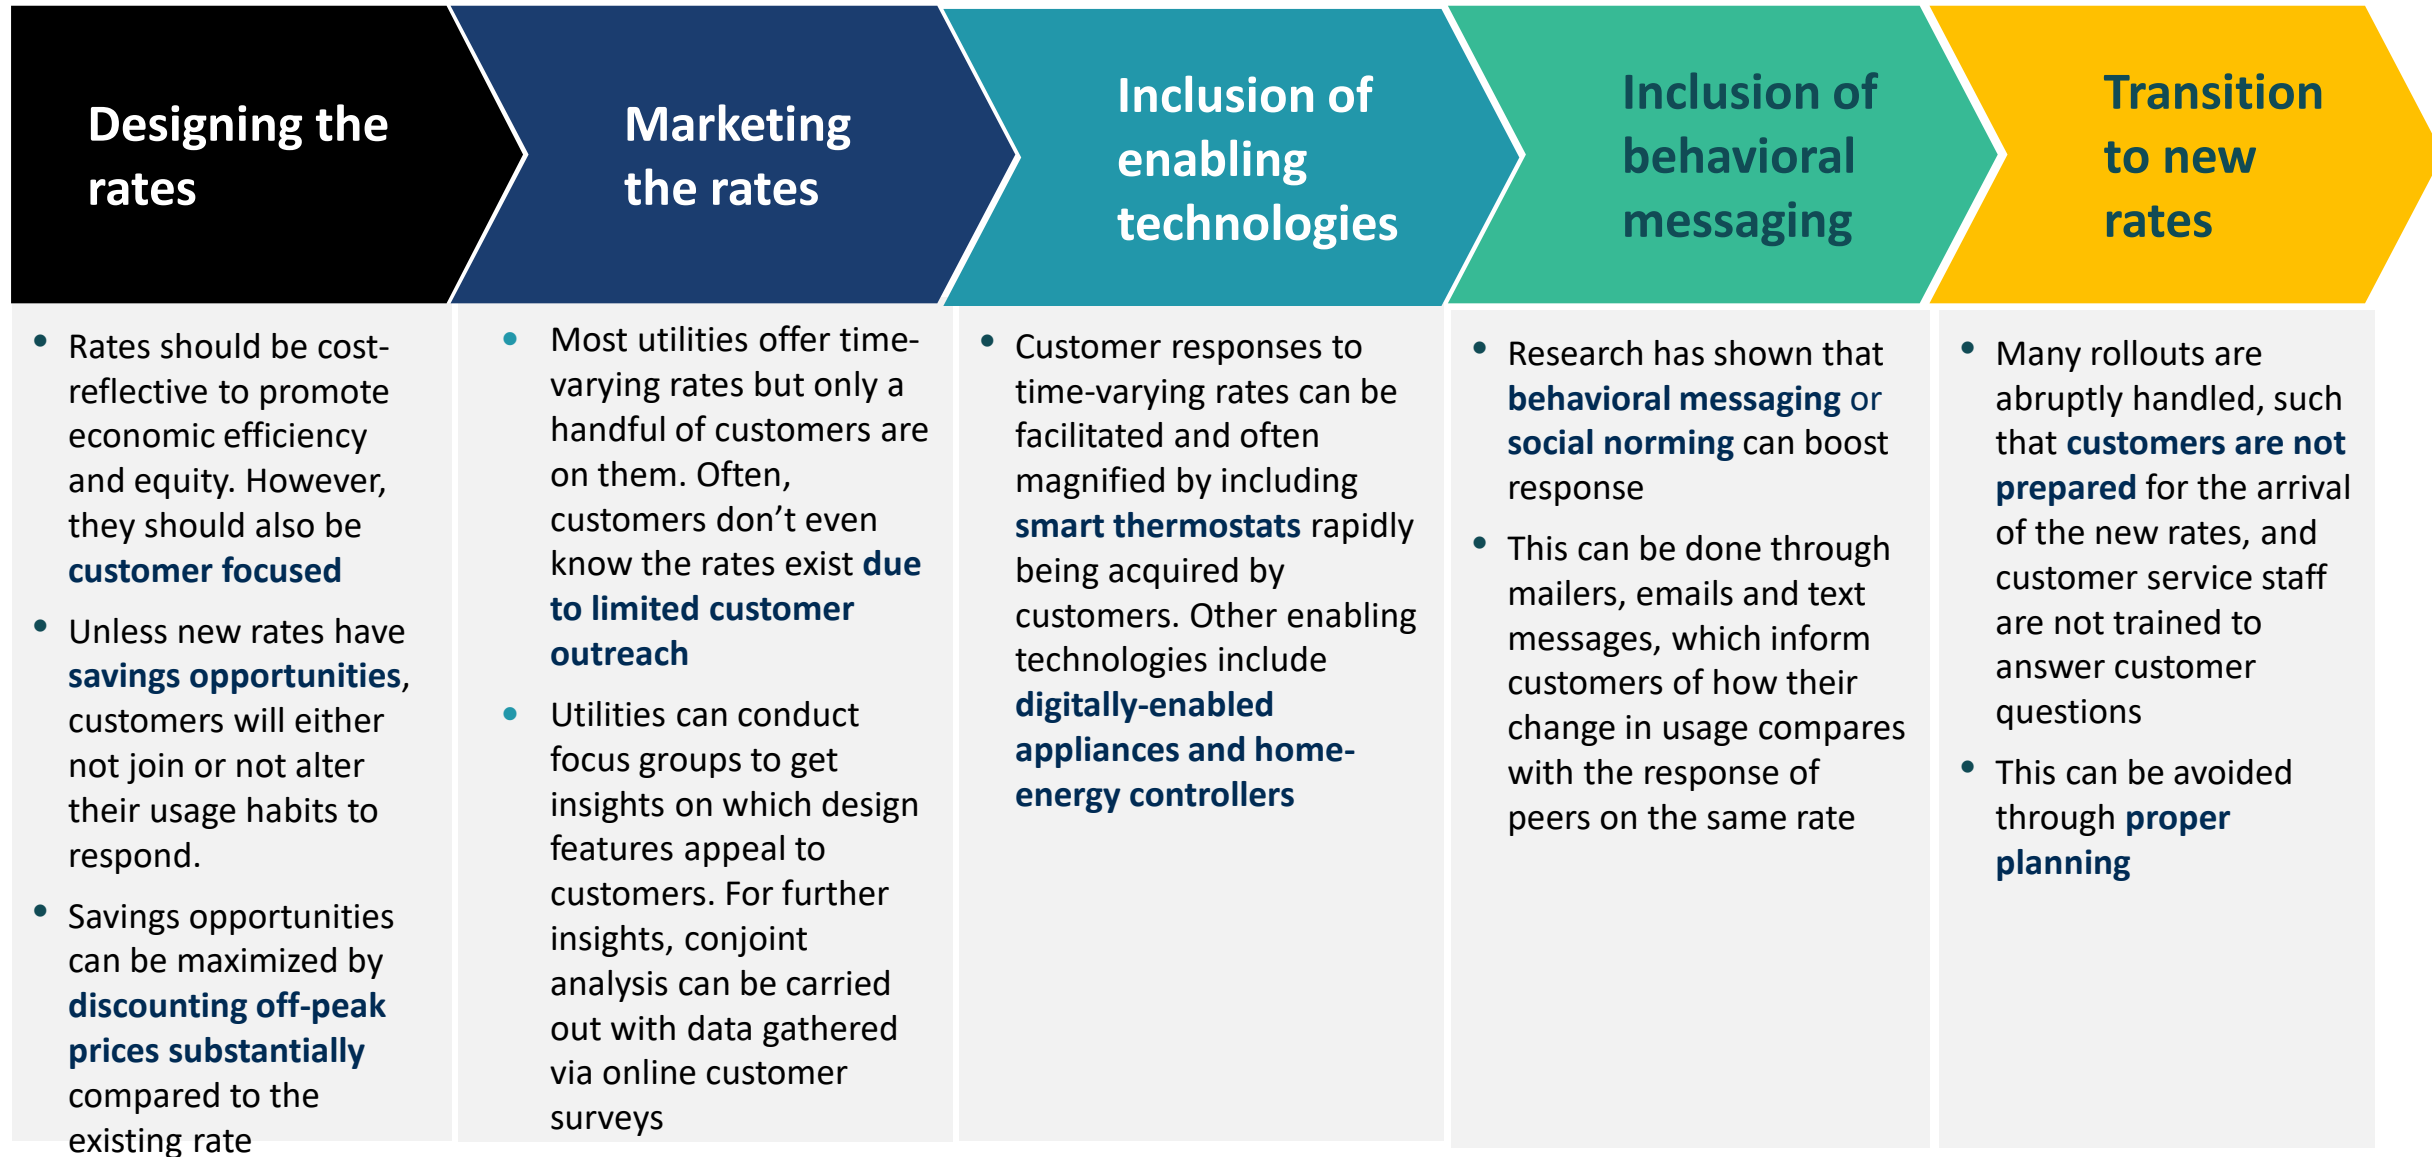 Designing the
rates
Marketing
the rates
Inclusion of
enabling
technologies
Inclusion of
behavioral
messaging
Transition
to new
rates
• Rates should be cost-
reflective to promote
economic efficiency
and equity. However,
they should also be
customer focused
• Unless new rates have
savings opportunities,
customers will either
not join or not alter
their usage habits to
respond.
• Savings opportunities
can be maximized by
discounting off-peak
prices substantially
compared to the
existing rate
• Most utilities offer time-
varying rates but only a
handful of customers are
on them. Often,
customers don’t even
know the rates exist due
to limited customer
outreach
• Utilities can conduct
focus groups to get
insights on which design
features appeal to
customers. For further
insights, conjoint
analysis can be carried
out with data gathered
via online customer
surveys
• Customer responses to
time-varying rates can be
facilitated and often
magnified by including
smart thermostats rapidly
being acquired by
customers. Other enabling
technologies include
digitally-enabled
appliances and home-
energy controllers
• Research has shown that
behavioral messaging or
social norming can boost
response
• This can be done through
mailers, emails and text
messages, which inform
customers of how their
change in usage compares
with the response of
peers on the same rate
• Many rollouts are
abruptly handled, such
that customers are not
prepared for the arrival
of the new rates, and
customer service staff
are not trained to
answer customer
questions
• This can be avoided
through proper
planning